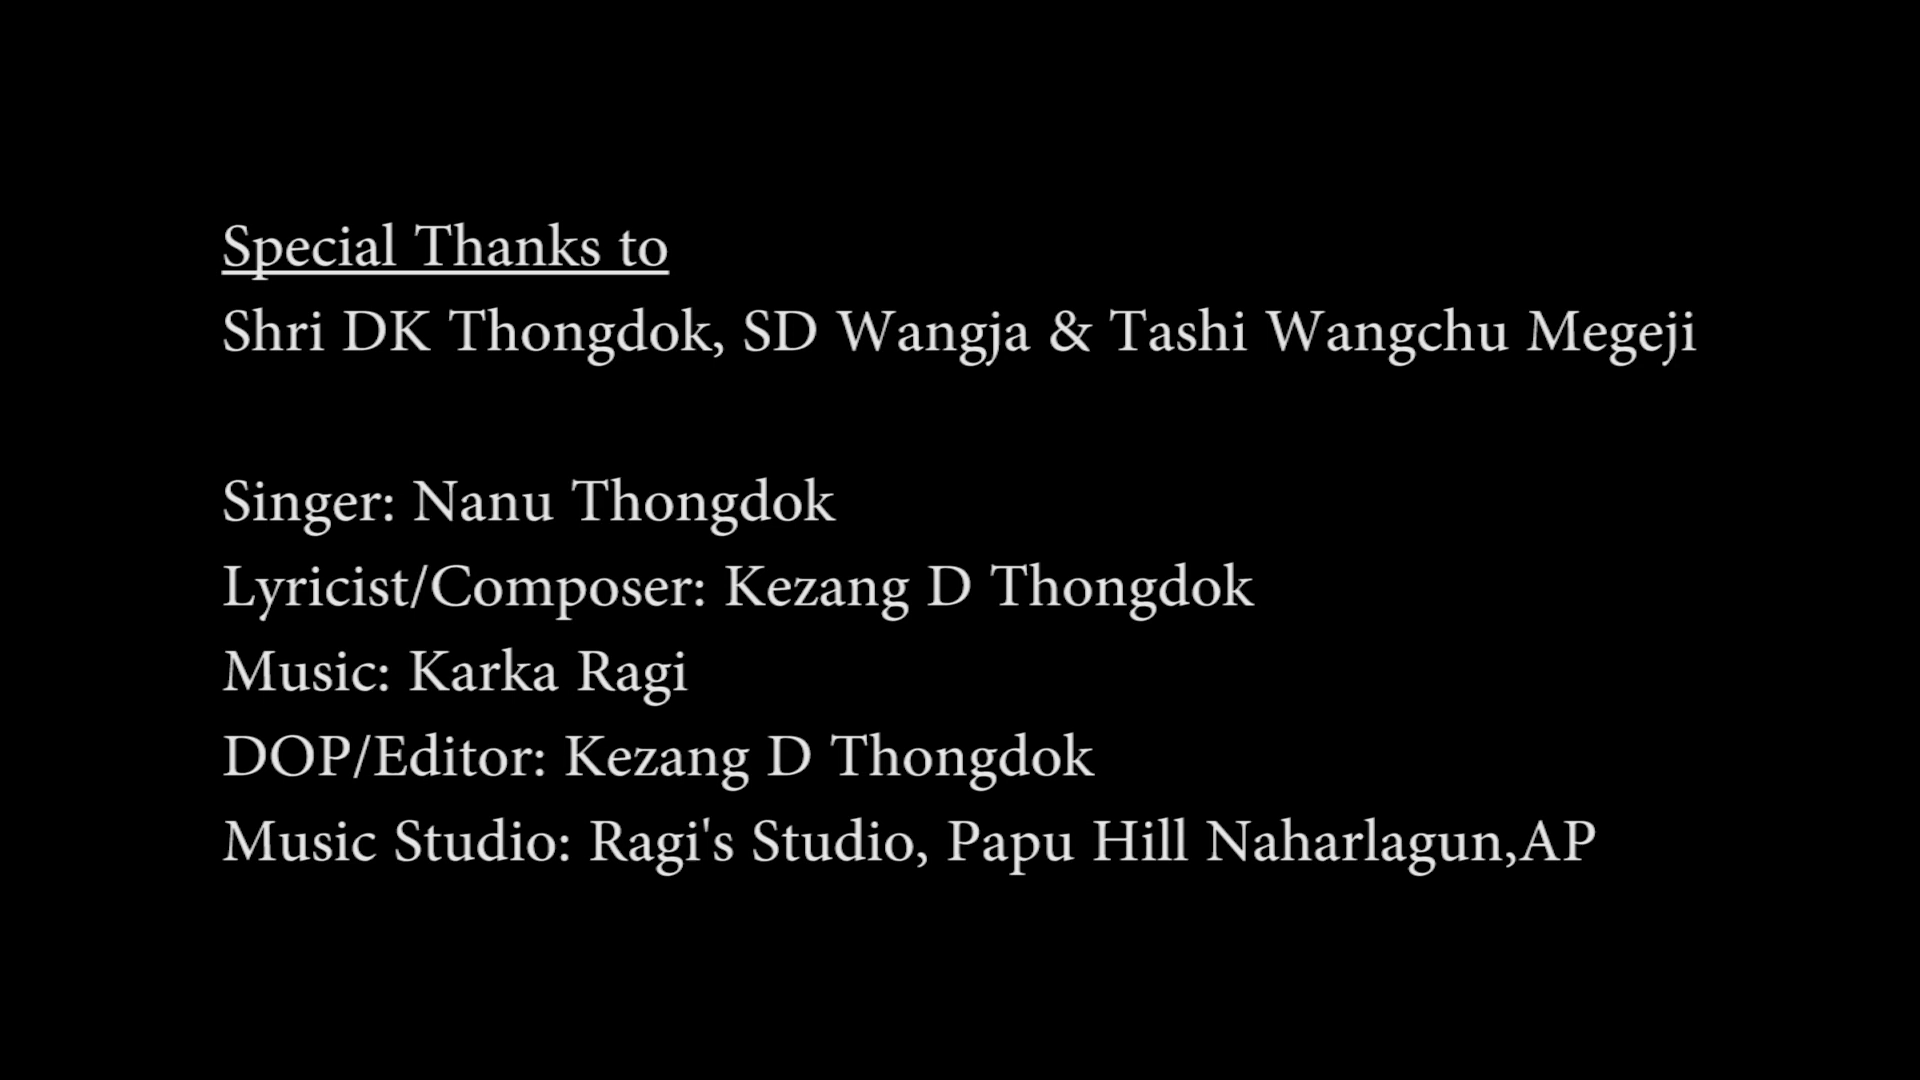 Special Thanks to
Shri DK Thongdok, SD Wangja & Tashi Wangchu Megeji
Singer: Nanu Thongdok
Lyricist/Composer: Kezang D Thongdok
Music: Karka Ragi
DOP/Editor: Kezang D Thongdok
Music Studio: Ragi's Studio, Papu Hill Naharlagun,AP